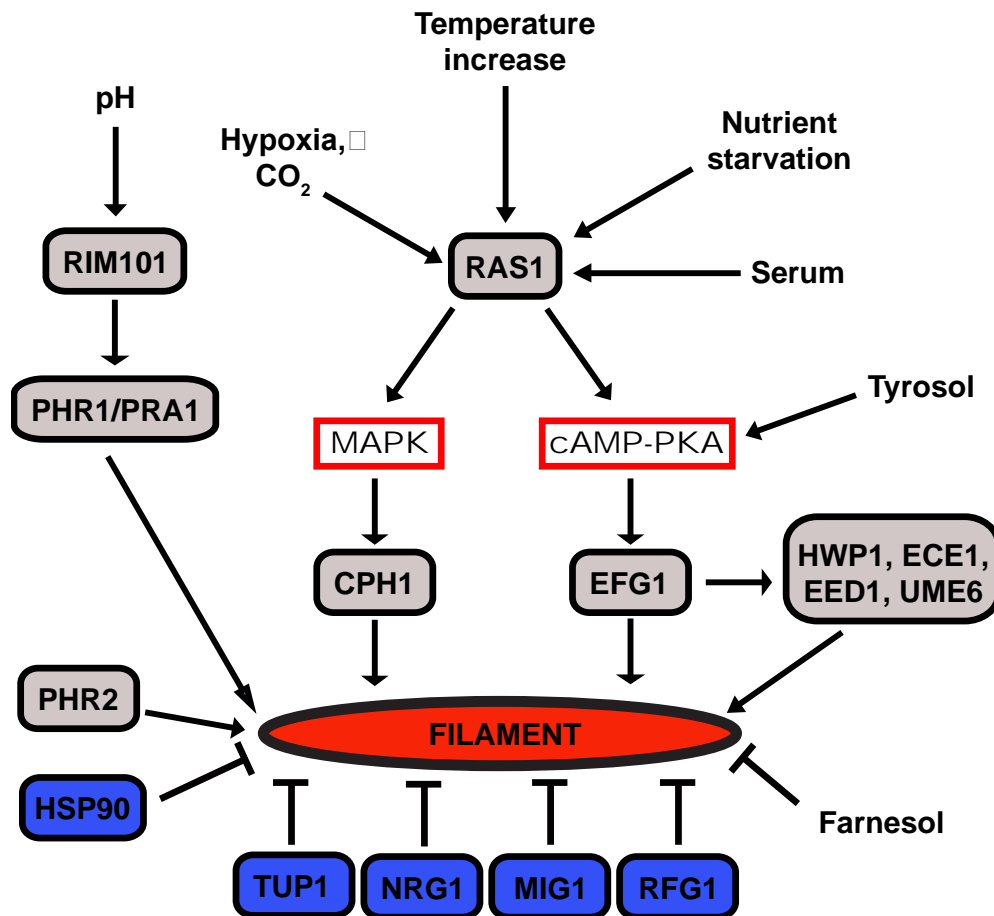 Temperature
increase
pH
Hypoxia,□
CO₂
Nutrient
starvation
RIM101
RAS1
Serum
PHR1/PRA1
Tyrosol
MAPK
cAMP-PKA
CPH1
EFG1
HWP1, ECE1,
EED1, UME6
PHR2
FILAMENT
HSP90
Farnesol
TUP1
NRG1
MIG1
RFG1